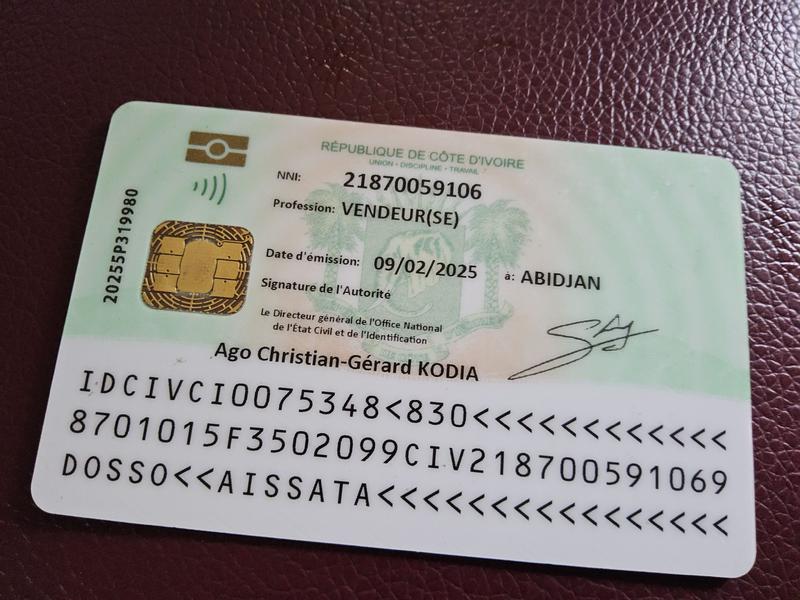 RÉPUBLIQUE DE CÔTE D'IVOIRE
UNION - DISCIPLINE - TRAVAIL
NNI: 21870059106
Profession: VENDEUR(SE)
Date d'émission: 09/02/2025 à: ABIDJAN
Signature de l'Autorité
Le Directeur général de l'Office National
de l'État Civil et de l'Identification
Ago Christian-Gérard KODIA
20255P319980
IDCIVCI0075348<830<<<<<<<<<<<<
8701015F3502099CIV218700591069
DOSSO<<AISSATA<<<<<<<<<<<<<<<<